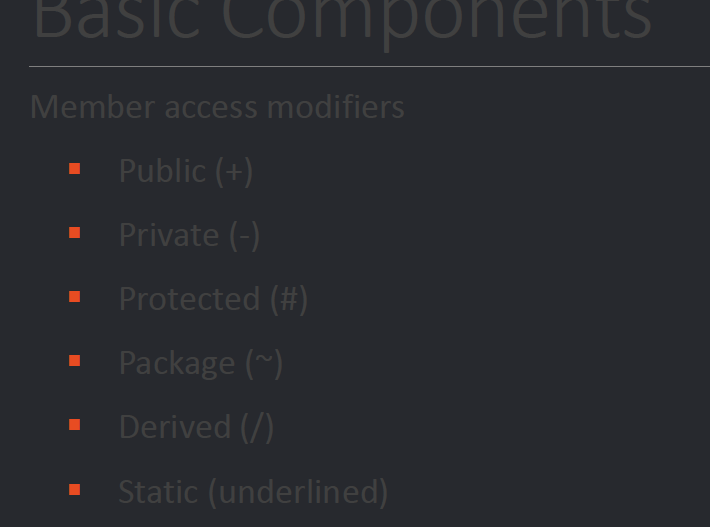 Basic Components
Member access modifiers
▪ Public (+)
▪ Private (-)
▪ Protected (#)
▪ Package (~)
▪ Derived (/)
▪ Static (underlined)